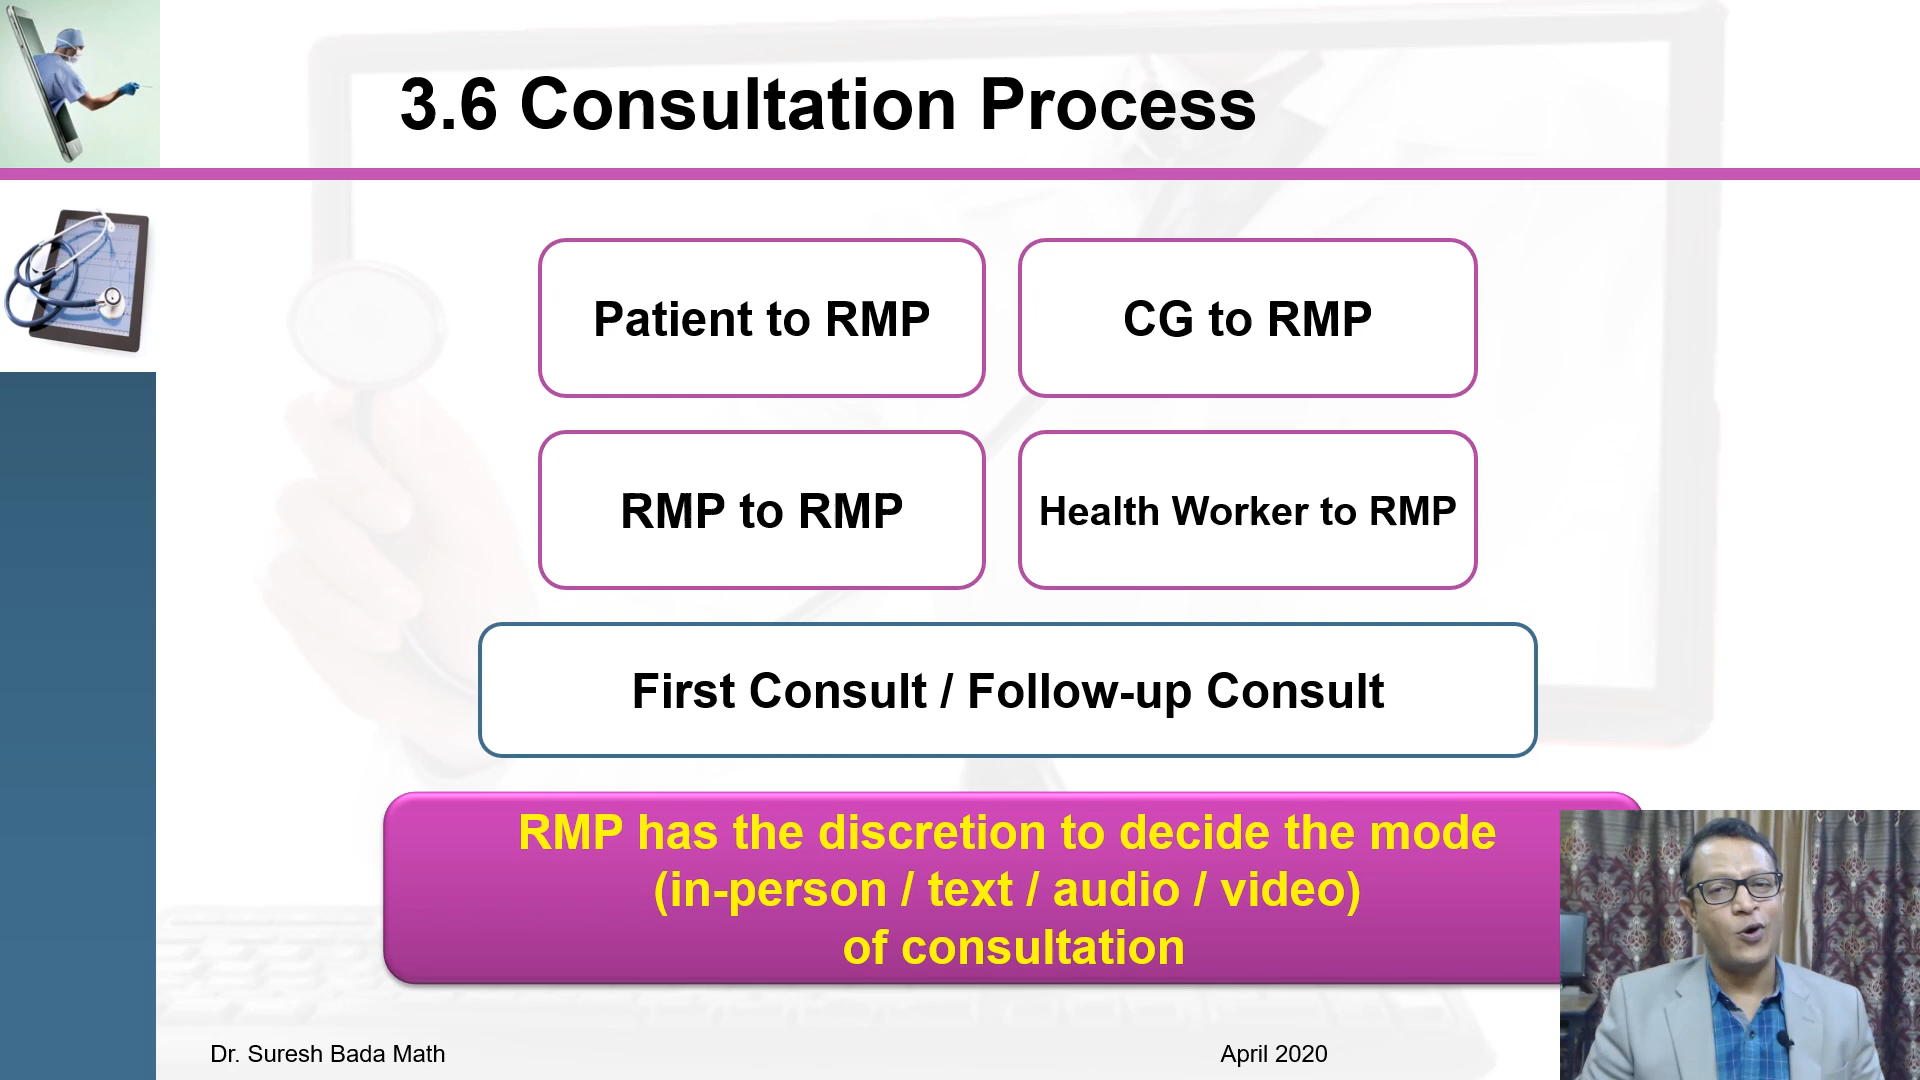 3.6 Consultation Process
Patient to RMP
CG to RMP
RMP to RMP
Health Worker to RMP
First Consult / Follow-up Consult
RMP has the discretion to decide the mode
(in-person / text / audio / video)
of consultation
Dr. Suresh Bada Math
April 2020